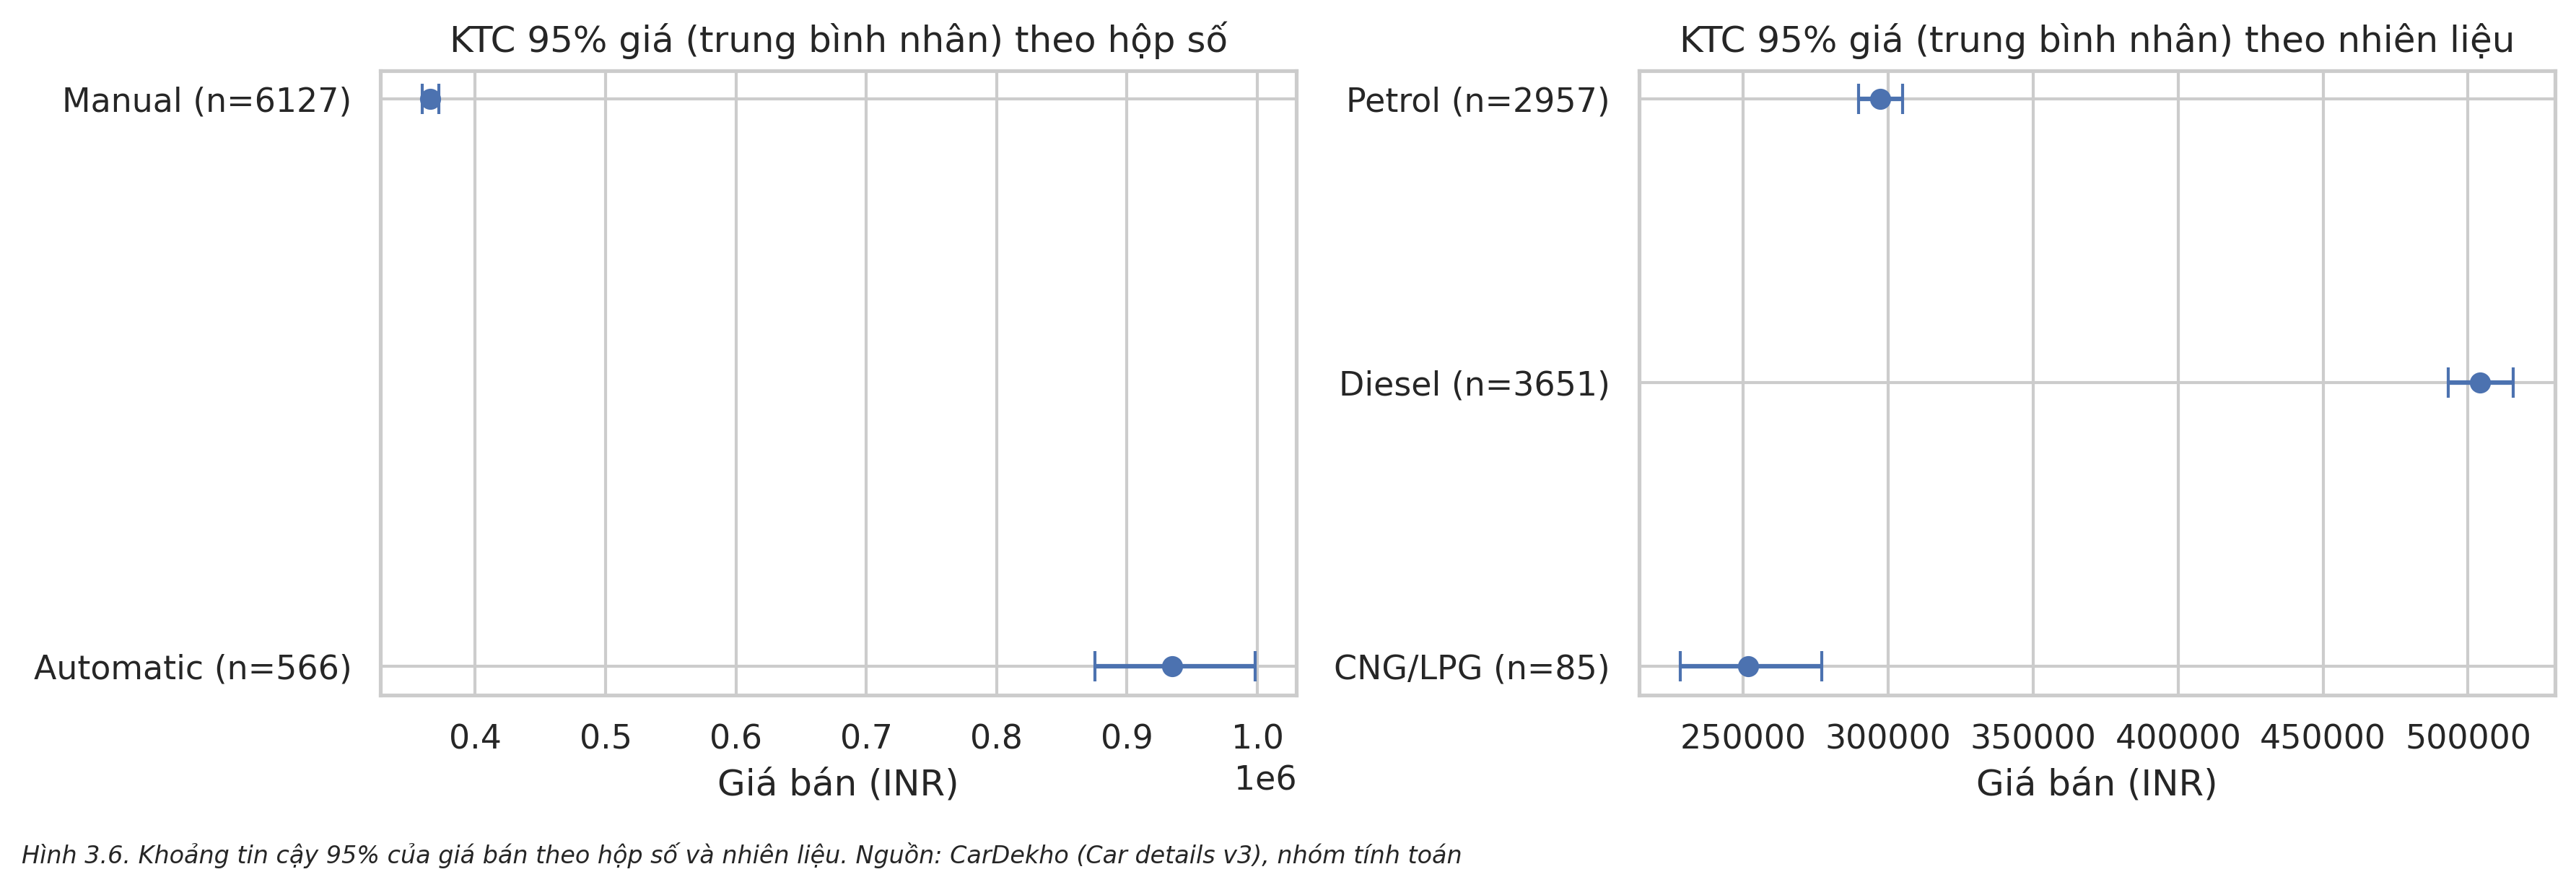 KTC 95% giá (trung bình nhân) theo hộp số
Manual (n=6127)
Automatic (n=566)
0.4 0.5 0.6 0.7 0.8 0.9 1.0
1e6
Giá bán (INR)
KTC 95% giá (trung bình nhân) theo nhiên liệu
Petrol (n=2957)
Diesel (n=3651)
CNG/LPG (n=85)
250000 300000 350000 400000 450000 500000
Giá bán (INR)
Hình 3.6. Khoảng tin cậy 95% của giá bán theo hộp số và nhiên liệu. Nguồn: CarDekho (Car details v3), nhóm tính toán